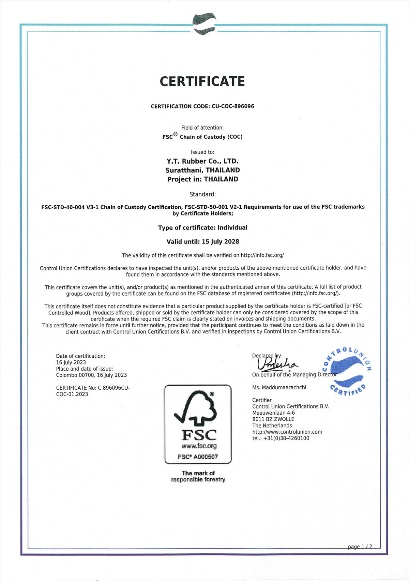 CERTIFICATE
CERTIFICATION CODE: CU-COC-896096
Field of attention:
FSC® Chain of Custody (COC)
Issued to:
Y.T. Rubber Co., LTD.
Suratthani, THAILAND
Project in: THAILAND
Standard:
FSC-STD-40-004 V3-1 Chain of Custody Certification, FSC-STD-50-001 V2-1 Requirements for use of the FSC trademarks
by Certificate Holders;
Type of certificate: Individual
Valid until: 15 July 2028
The validity of this certificate shall be verified on http://info.fsc.org/
Control Union Certifications declares to have inspected the unit(s), and/or products of the above mentioned certificate holder, and have
found them in accordance with the standards mentioned above.
This certificate covers the unit(s), and/or product(s) as mentioned in the authenticated annex of this certificate. A full list of product
groups covered by the certificate can be found on the FSC database of registered certificates (http://info.fsc.org/).
This certificate itself does not constitute evidence that a particular product supplied by the certificate holder is FSC-certified [or FSC
Controlled Wood]. Products offered, shipped or sold by the certificate holder can only be considered covered by the scope of this
certificate when the required FSC claim is clearly stated on invoices and shipping documents.
This certificate remains in force until further notice, provided that the participant continues to meet the conditions as laid down in the
client contract with Control Union Certifications B.V. and verified in inspections by Control Union Certifications B.V.
Date of certification:
16 July 2023
Place and date of issue:
Colombo 00700, 16 July 2023
CERTIFICATE No: C 896096CU-
COC-01.2023
FSC
www.fsc.org
FSC® A000507
The mark of
responsible forestry
Declared by:
On behalf of the Managing Director
Ms. Maddumaarachchi
Certifier
Control Union Certifications B.V.
Meeuwenlaan 4-6
8011 BZ ZWOLLE
The Netherlands
http://www.controlunion.com
tel.: +31(0)38-4260100
CONTROL UNION
CERTIFIED
page 1 / 2